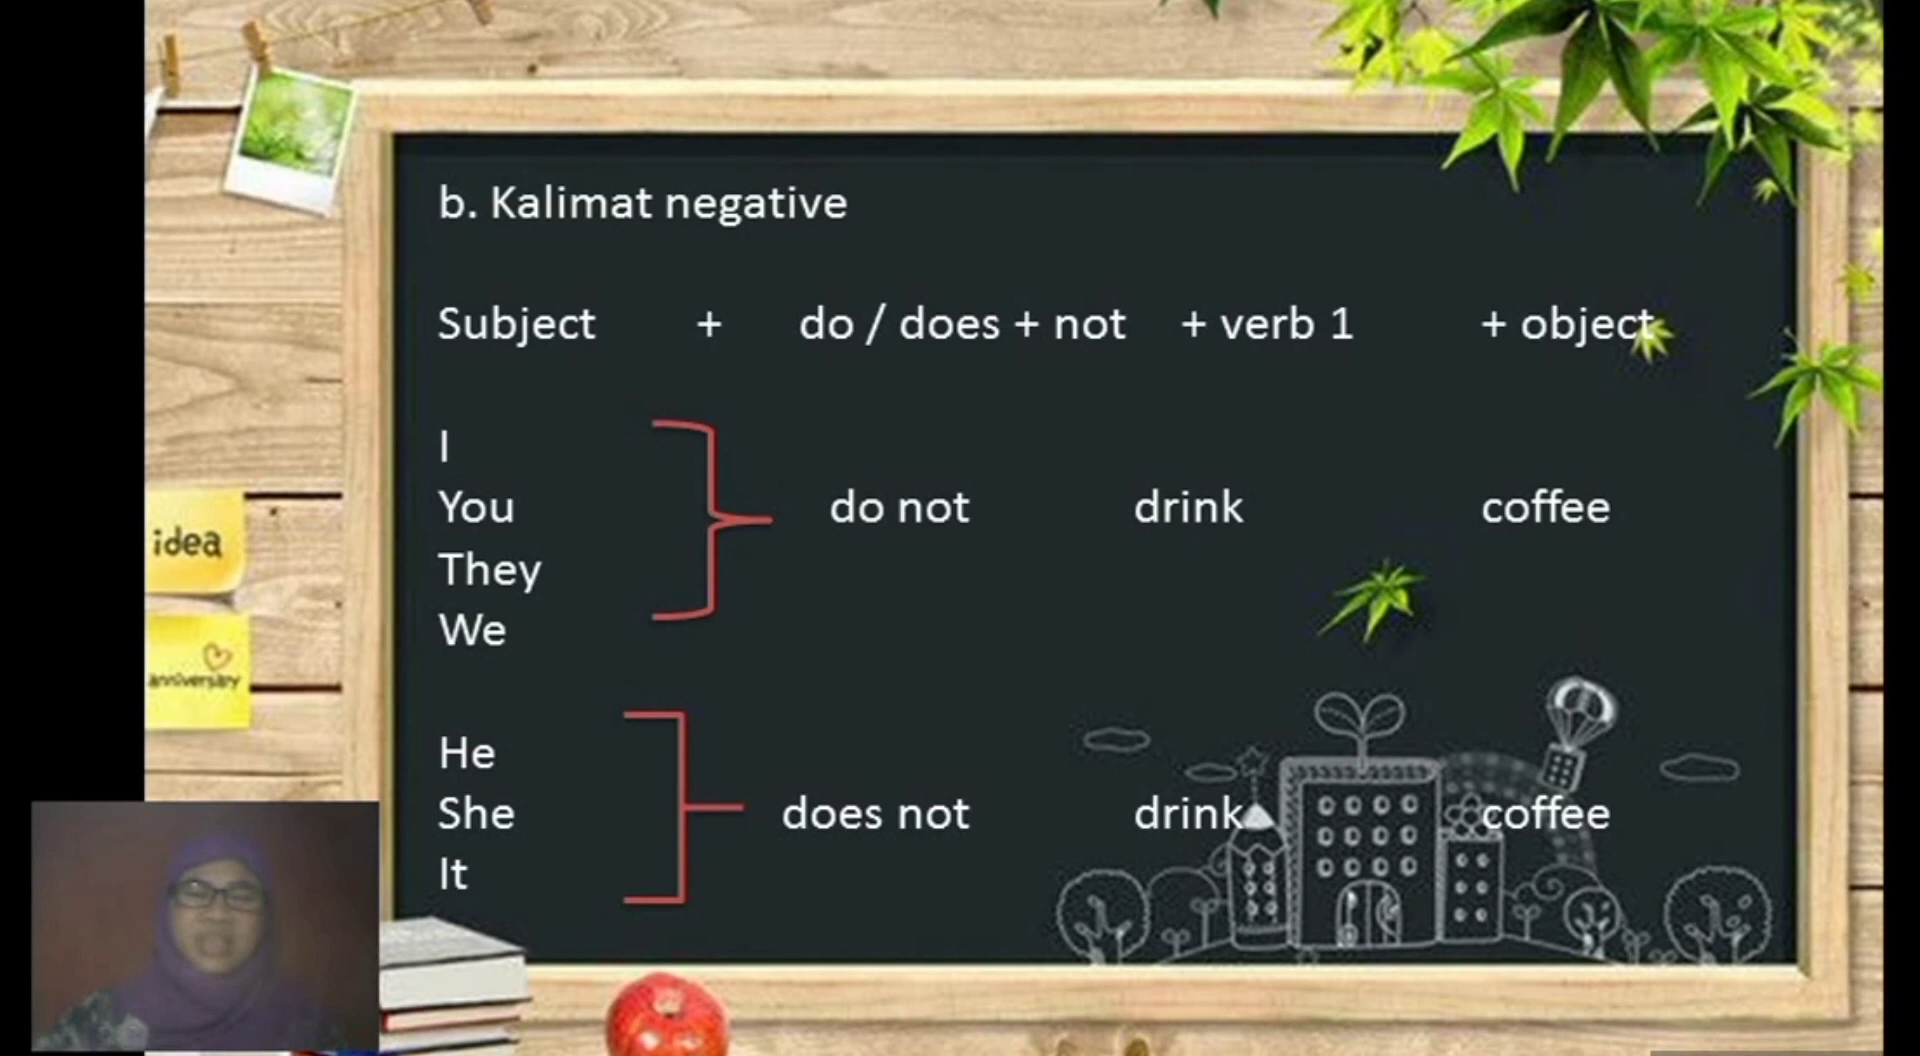 b. Kalimat negative
Subject + do / does + not + verb 1 + object
I
You do not drink coffee
They
We
He
She does not drink coffee
It
idea
anniversary